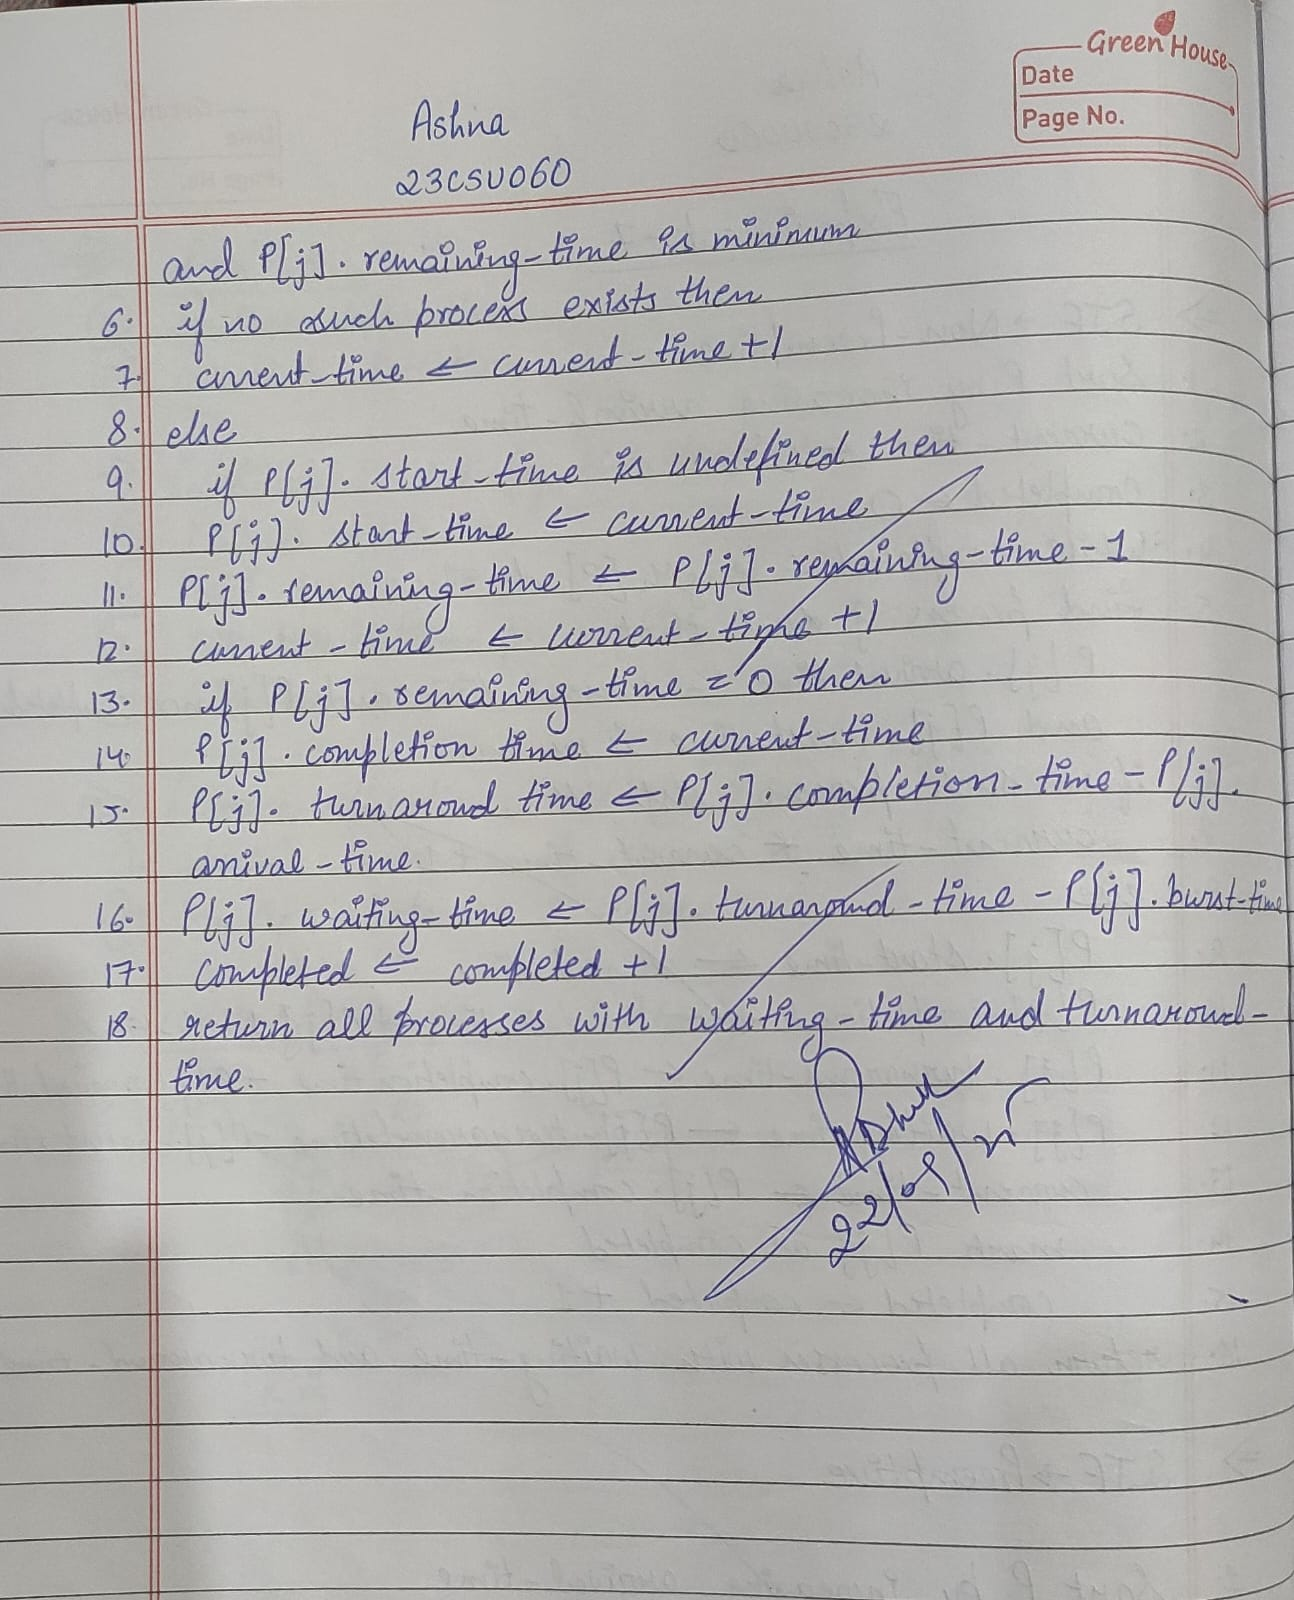 Green House
Date
Page No.
Ashna
23CSU060
and P[j]. remaining-time is minimum
6. if no such process exists then
7. current-time ← current-time +1
8. else
9. if P[j]. start-time is undefined then
10. P[j]. start-time ← current-time
11. P[j]. remaining-time ← P[j]. remaining-time - 1
12. current-time ← current-time +1
13. if P[j]. remaining-time = 0 then
14. P[j]. completion time ← current-time
15. P[j]. turnaroud time ← P[j]. completion-time - P[j].
arrival-time.
16. P[j]. waiting-time ← P[j]. turnaround-time - P[j]. burst-time
17. completed ← completed +1
18. return all processes with waiting-time and turnaroud-
time.
22/09/25